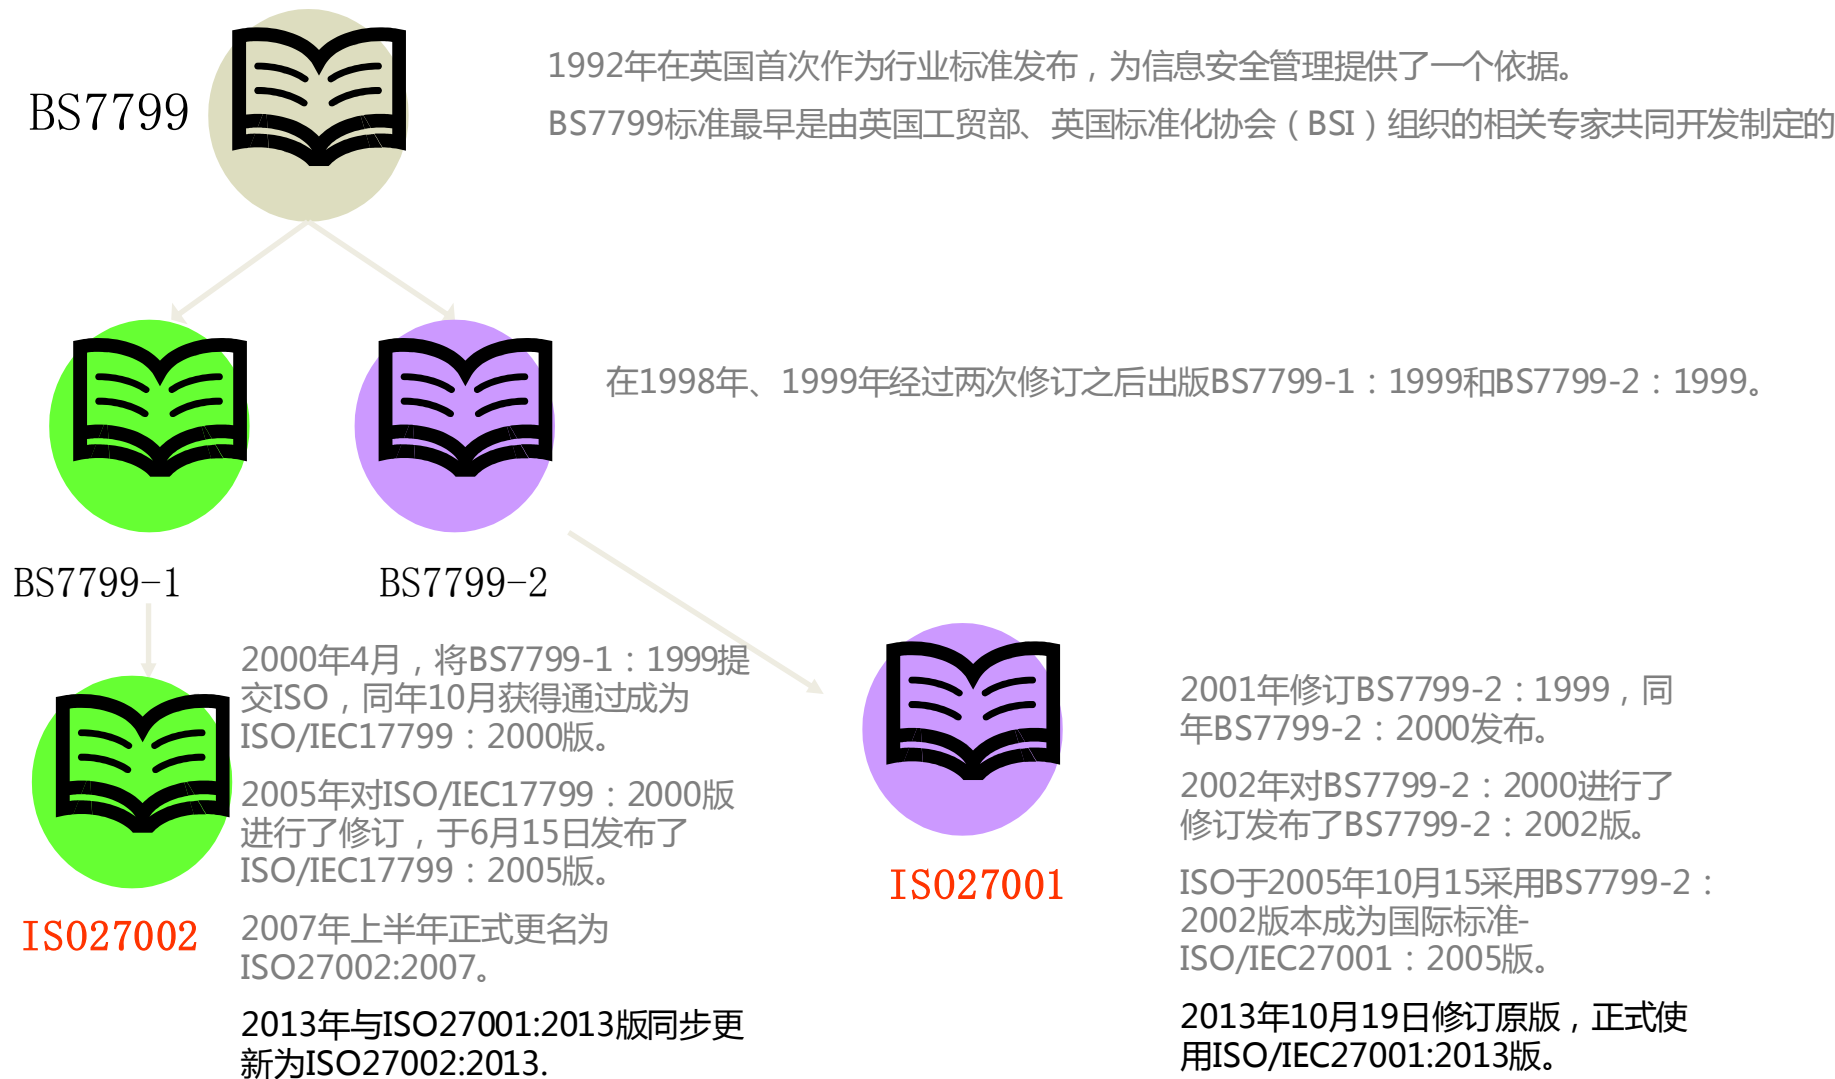 BS7799
1992年在英国首次作为行业标准发布，为信息安全管理提供了一个依据。
BS7799标准最早是由英国工贸部、英国标准化协会（BSI）组织的相关专家共同开发制定的
在1998年、1999年经过两次修订之后出版BS7799-1：1999和BS7799-2：1999。
BS7799-1
BS7799-2
2000年4月，将BS7799-1：1999提
交ISO，同年10月获得通过成为
ISO/IEC17799：2000版。
2005年对ISO/IEC17799：2000版
进行了修订，于6月15日发布了
ISO/IEC17799：2005版。
2007年上半年正式更名为
ISO27002:2007。
2013年与ISO27001:2013版同步更
新为ISO27002:2013.
ISO27002
ISO27001
2001年修订BS7799-2：1999，同
年BS7799-2：2000发布。
2002年对BS7799-2：2000进行了
修订发布了BS7799-2：2002版。
ISO于2005年10月15采用BS7799-2：
2002版本成为国际标准-
ISO/IEC27001：2005版。
2013年10月19日修订原版，正式使
用ISO/IEC27001:2013版。